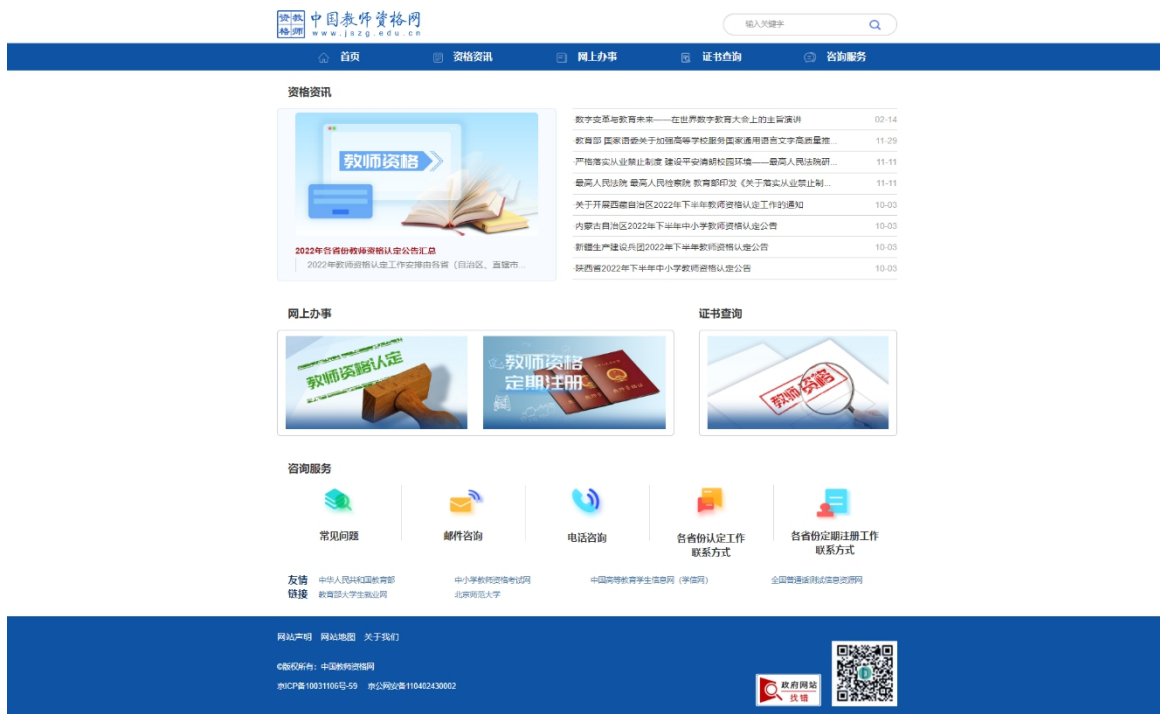 资教
格师
中国教师资格网
www.jszg.edu.cn
输入关键字
首页 资格资讯 网上办事 证书查询 咨询服务
资格资讯
教师资格
2022年各省份教师资格认定公告汇总
2022年教师资格认定工作安排由各省(自治区、直辖市...
·数字变革与教育未来——在世界数字教育大会上的主旨演讲 02-14
·教育部 国家语委关于加强高等学校服务国家通用语言文字高质量推... 11-29
·严格落实从业禁止制度 建设平安清朗校园环境——最高人民法院研... 11-11
·最高人民法院 最高人民检察院 教育部印发《关于落实从业禁止制... 11-11
·关于开展西藏自治区2022年下半年教师资格认定工作的通知 10-03
·内蒙古自治区2022年下半年中小学教师资格认定公告 10-03
·新疆生产建设兵团2022年下半年教师资格认定公告 10-03
·陕西省2022年下半年中小学教师资格认定公告 10-03
网上办事
教师资格认定
教师资格
定期注册
证书查询
教师资格
咨询服务
常见问题
邮件咨询
电话咨询
各省份认定工作
联系方式
各省份定期注册工作
联系方式
友情
链接
中华人民共和国教育部 中小学教师资格考试网 中国高等教育学生信息网(学信网) 全国普通话测试信息资源网
教育部大学生就业网 北京师范大学
网站声明 网站地图 关于我们
©版权所有:中国教师资格网
京ICP备10031106号-59 京公网安备110402430002
政府网站
找错